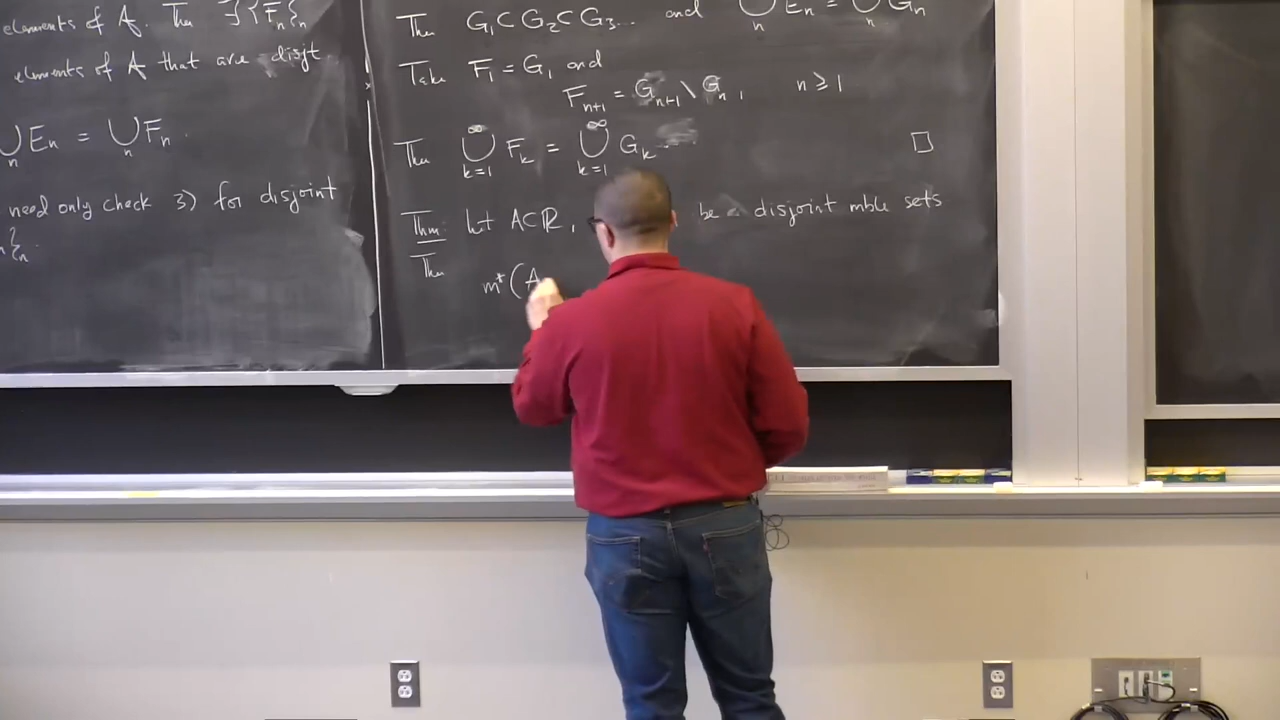 elements of A. Then ∃ {Fn}n
elements of A that are disjt
⋃n En = ⋃n Fn.
need only check 3) for disjoint
}n.
Then G1 ⊂ G2 ⊂ G3... and ⋃n En = ⋃n Gn
Take F1 = G1 and
Fn+1 = Gn+1 \ Gn n ≥ 1
Then ⋃_{k=1}^{∞} Fk = ⋃_{k=1}^{∞} Gk □
Thm: let A⊂ℝ, be disjoint mble sets
Then m*(A